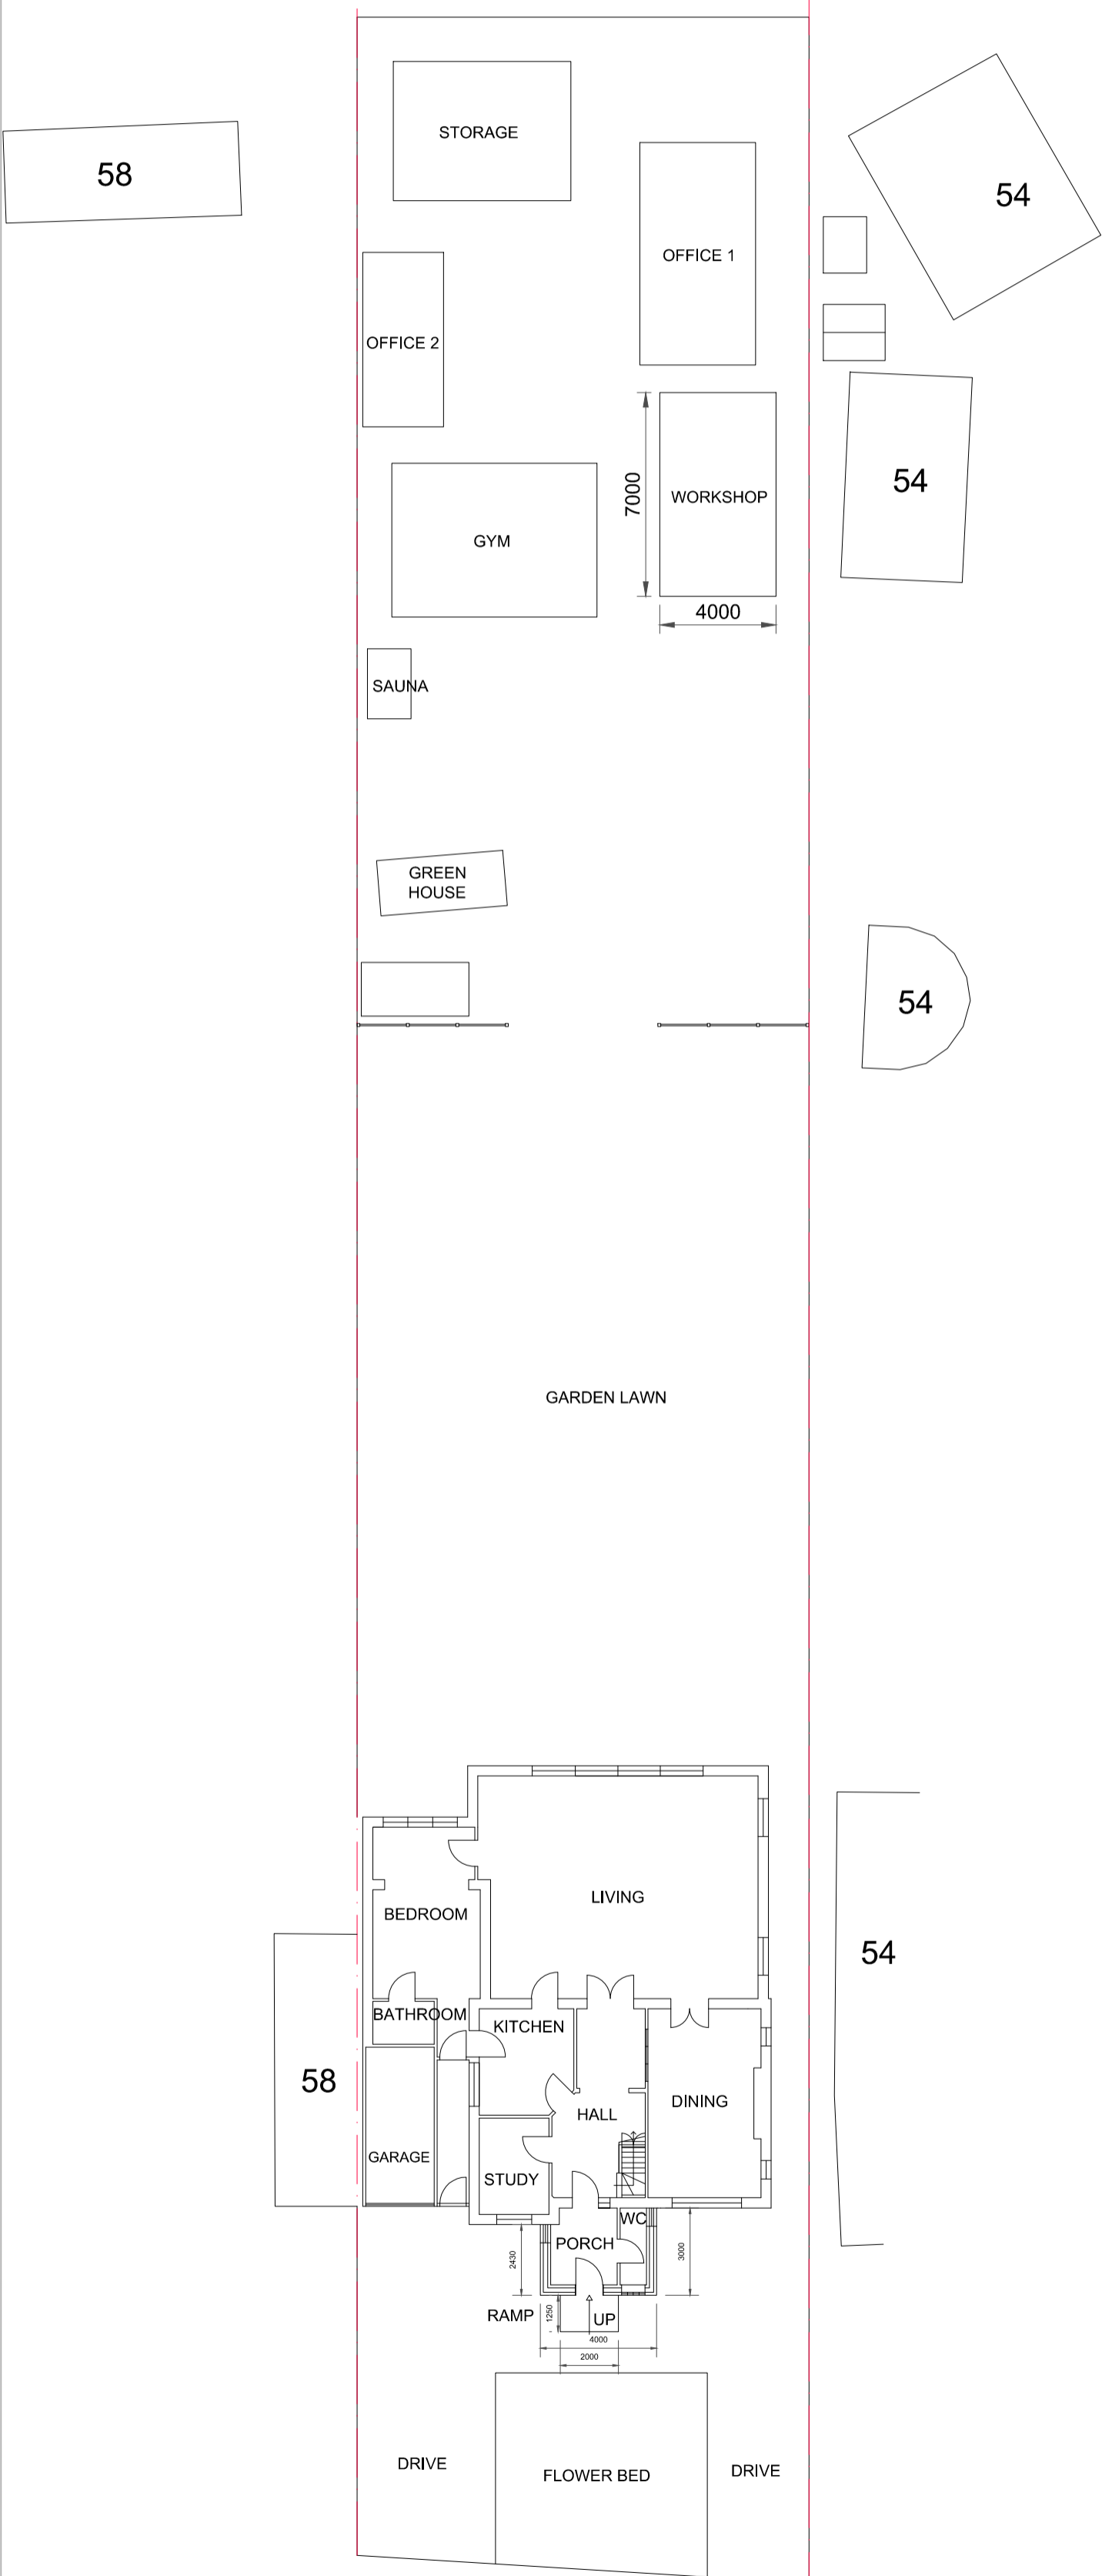 STORAGE
58
54
OFFICE 1
OFFICE 2
54
7000
WORKSHOP
GYM
4000
SAUNA
GREEN
HOUSE
54
GARDEN LAWN
LIVING
BEDROOM
54
BATHROOM
KITCHEN
58
DINING
HALL
GARAGE
STUDY
WC
PORCH
2430
3000
RAMP
1250
UP
4000
2000
DRIVE
FLOWER BED
DRIVE